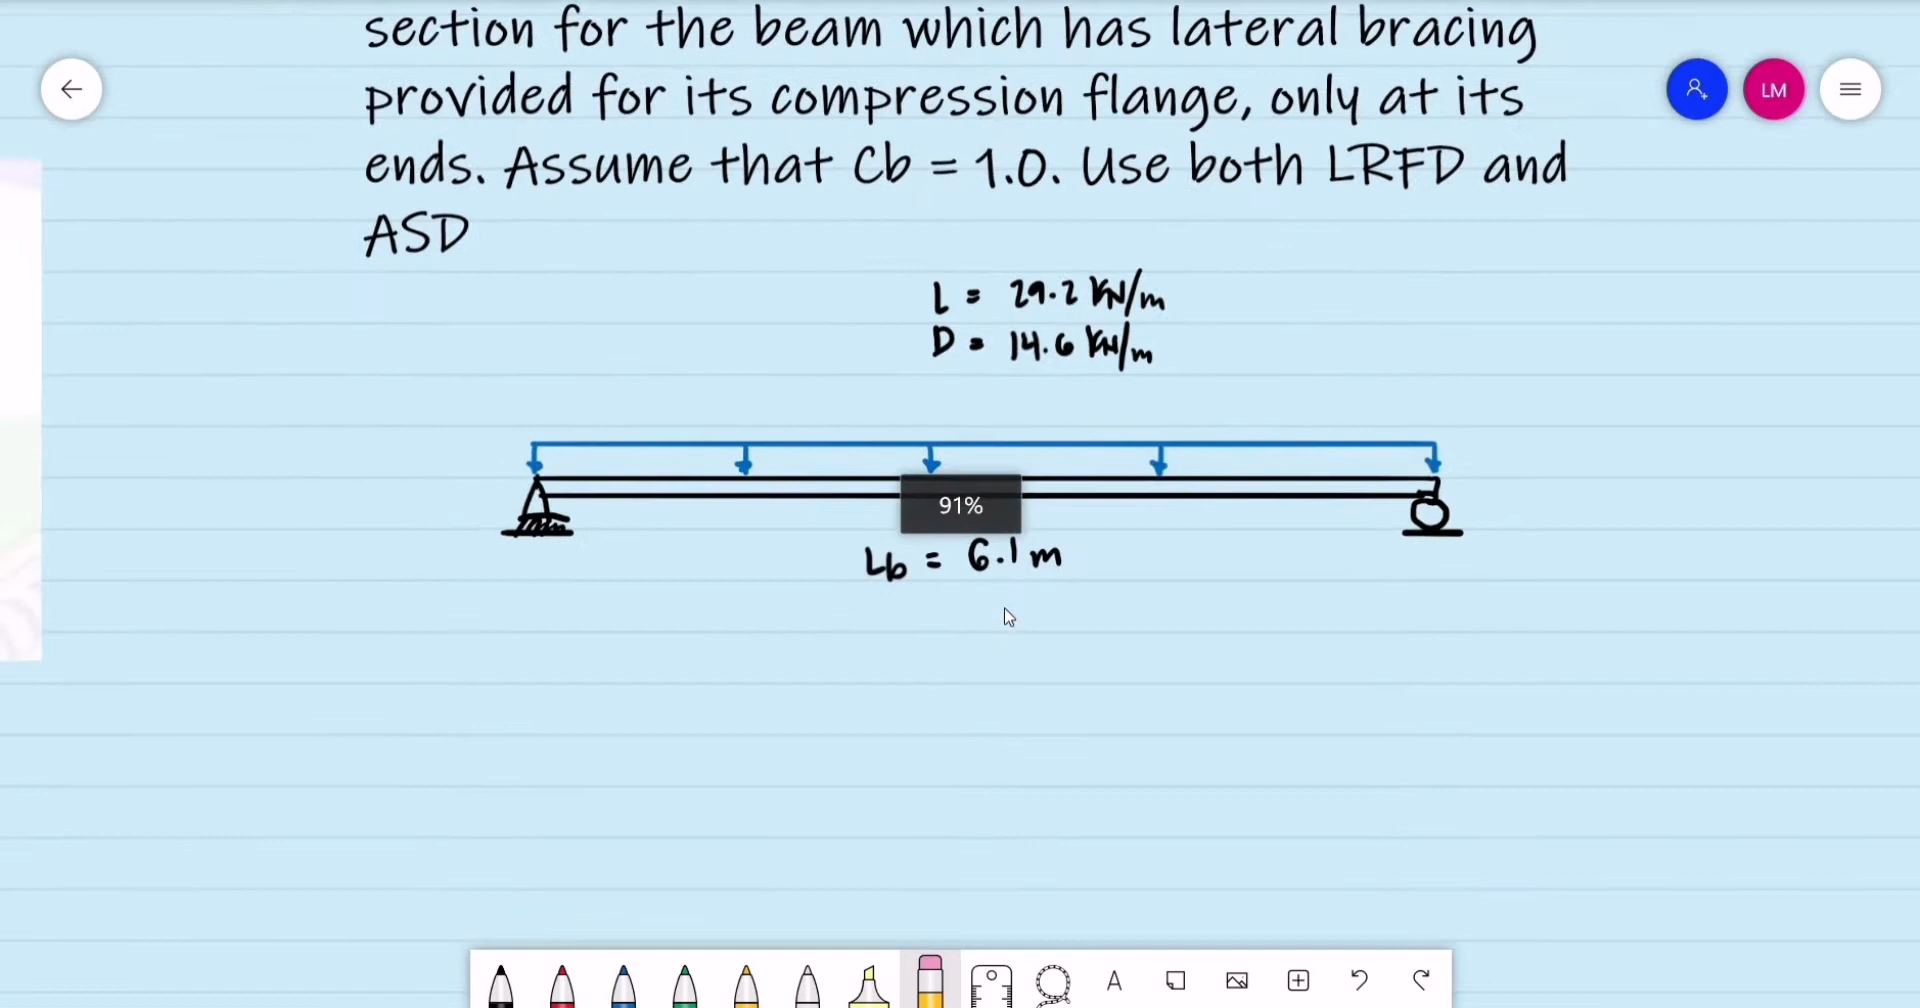 section for the beam which has lateral bracing
provided for its compression flange, only at its
ends. Assume that Cb = 1.0. Use both LRFD and
ASD
LM
L = 29.2 KN/m
D = 14.6 KN/m
91%
Lb = 6.1 m
A